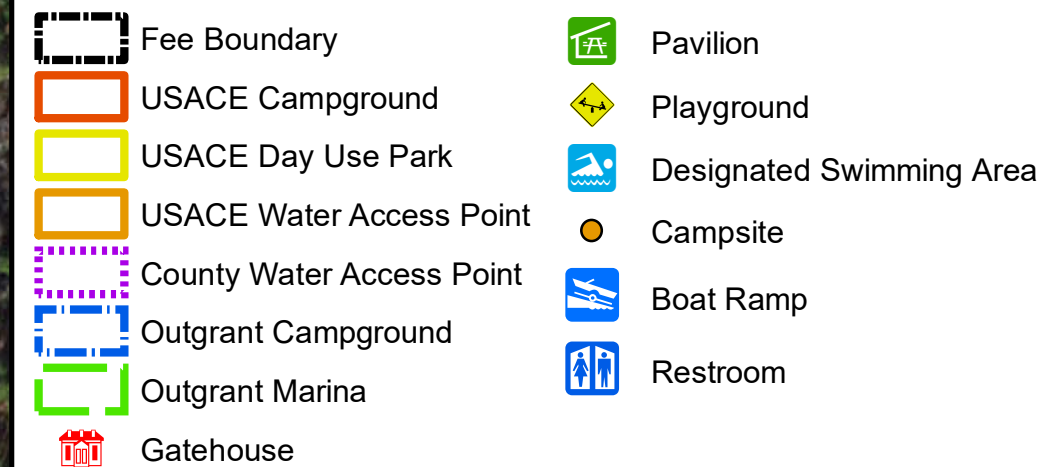 Fee Boundary
USACE Campground
USACE Day Use Park
USACE Water Access Point
County Water Access Point
Outgrant Campground
Outgrant Marina
Gatehouse
Pavilion
Playground
Designated Swimming Area
Campsite
Boat Ramp
Restroom